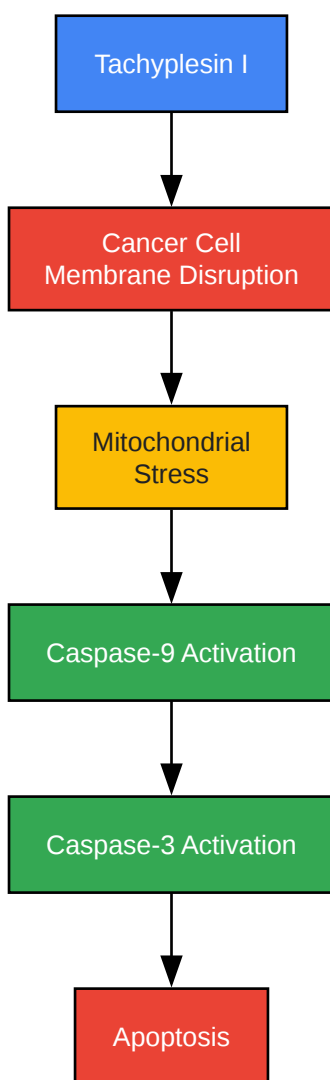 Tachyplesin I
Cancer Cell
Membrane Disruption
Mitochondrial
Stress
Caspase-9 Activation
Caspase-3 Activation
Apoptosis